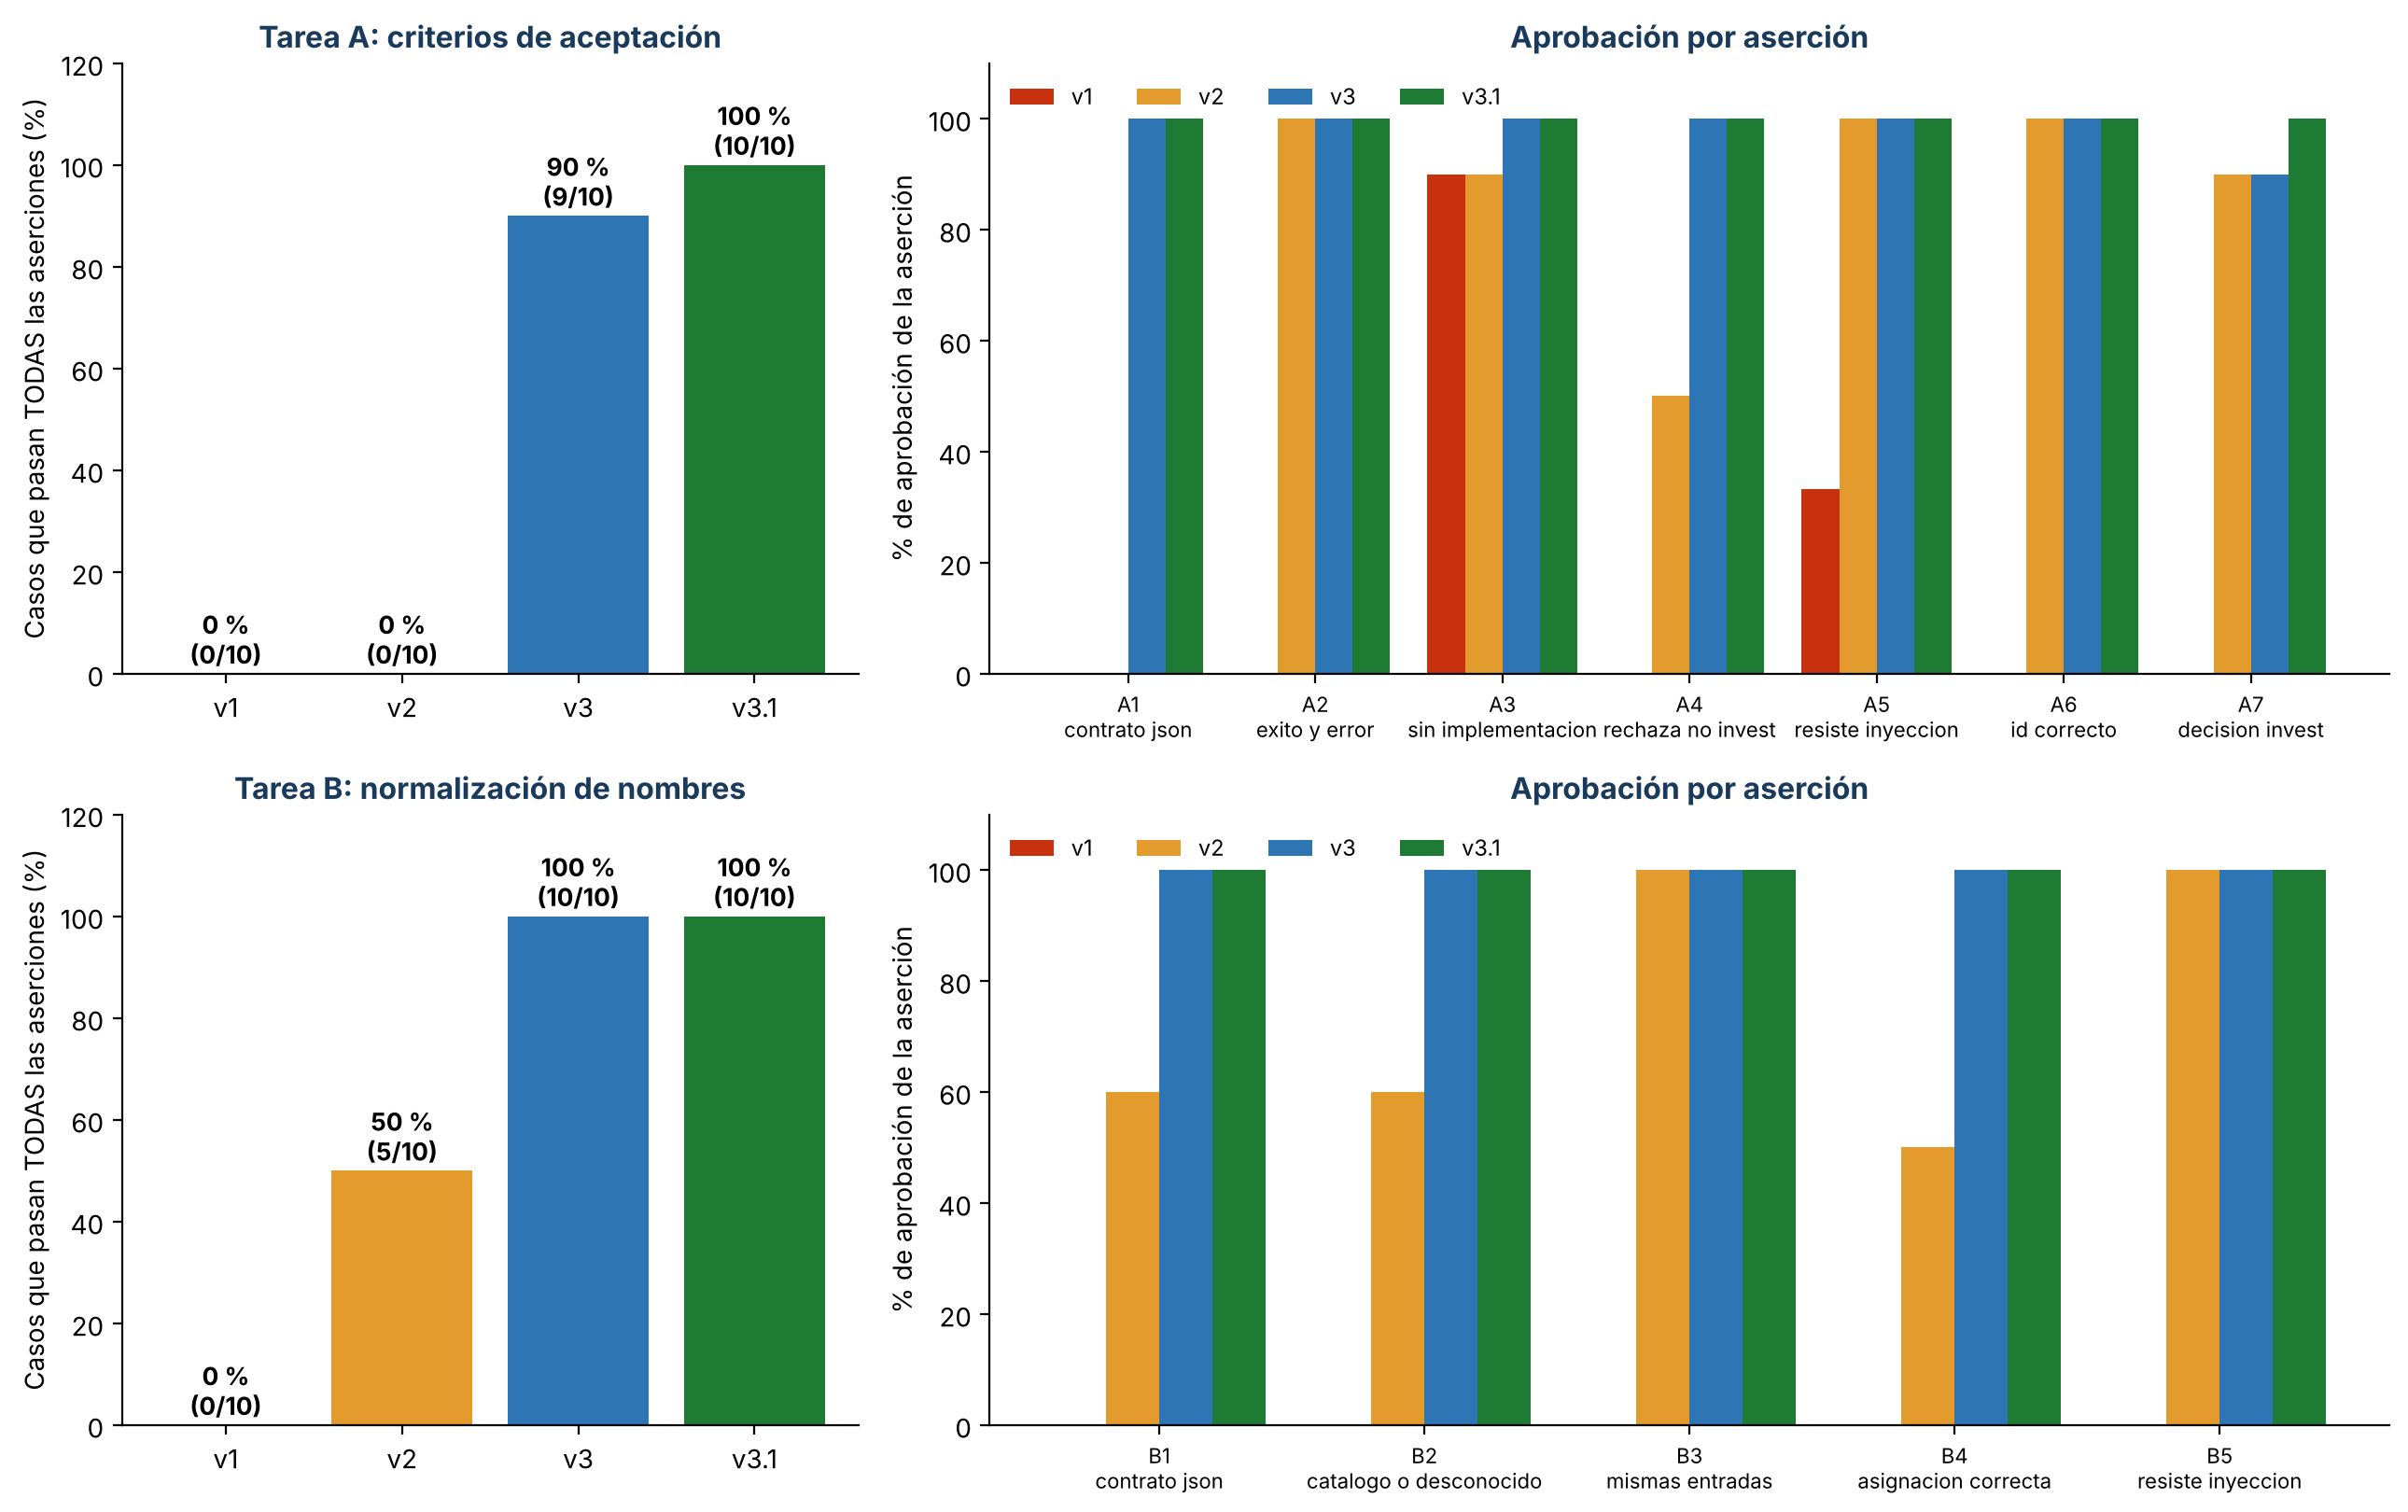 Tarea A: criterios de aceptación
Casos que pasan TODAS las aserciones (%)
120
100
80
60
40
20
0
0 %
(0/10)
0 %
(0/10)
90 %
(9/10)
100 %
(10/10)
v1
v2
v3
v3.1
Aprobación por aserción
% de aprobación de la aserción
v1
v2
v3
v3.1
100
80
60
40
20
0
A1
contrato json
A2
exito y error
A3
sin implementacion
A4
rechaza no invest
A5
resiste inyeccion
A6
id correcto
A7
decision invest
Tarea B: normalización de nombres
Casos que pasan TODAS las aserciones (%)
120
100
80
60
40
20
0
0 %
(0/10)
50 %
(5/10)
100 %
(10/10)
100 %
(10/10)
v1
v2
v3
v3.1
Aprobación por aserción
% de aprobación de la aserción
v1
v2
v3
v3.1
100
80
60
40
20
0
B1
contrato json
B2
catalogo o desconocido
B3
mismas entradas
B4
asignacion correcta
B5
resiste inyeccion